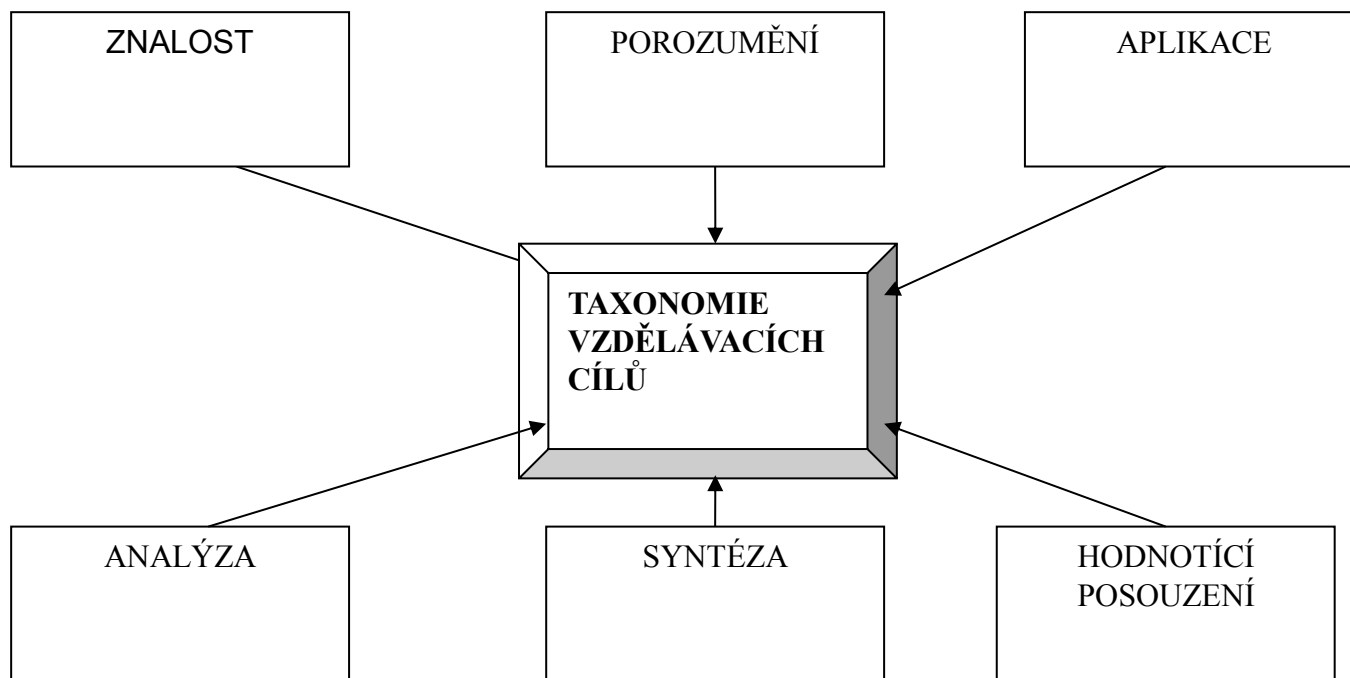 ZNALOST
POROZUMĚNÍ
APLIKACE
TAXONOMIE
VZDĚLÁVACÍCH
CÍLŮ
ANALÝZA
SYNTÉZA
HODNOTÍCÍ
POSOUZENÍ